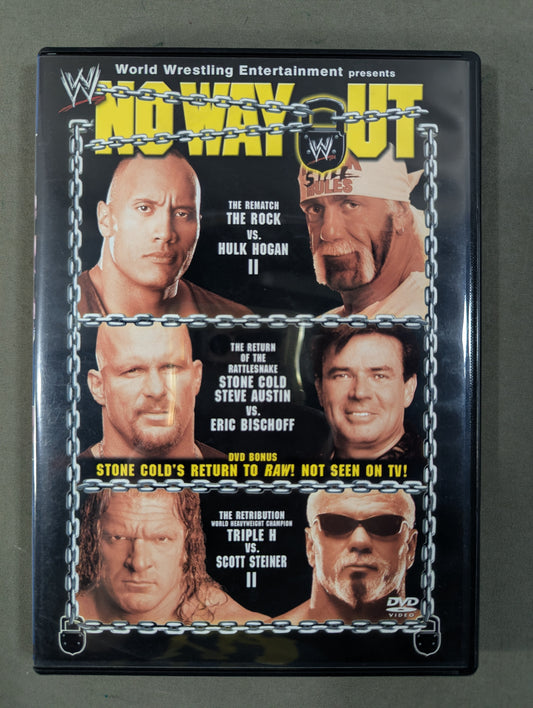 World Wrestling Entertainment presents
W
NO WAY OUT
W
RULES
THE REMATCH
THE ROCK
VS.
HULK HOGAN
II
THE RETURN
OF THE
RATTLESNAKE
STONE COLD
STEVE AUSTIN
VS.
ERIC BISCHOFF
DVD BONUS
STONE COLD'S RETURN TO RAW! NOT SEEN ON TV!
THE RETRIBUTION
WORLD HEAVYWEIGHT CHAMPION
TRIPLE H
VS.
SCOTT STEINER
II
DVD
VIDEO